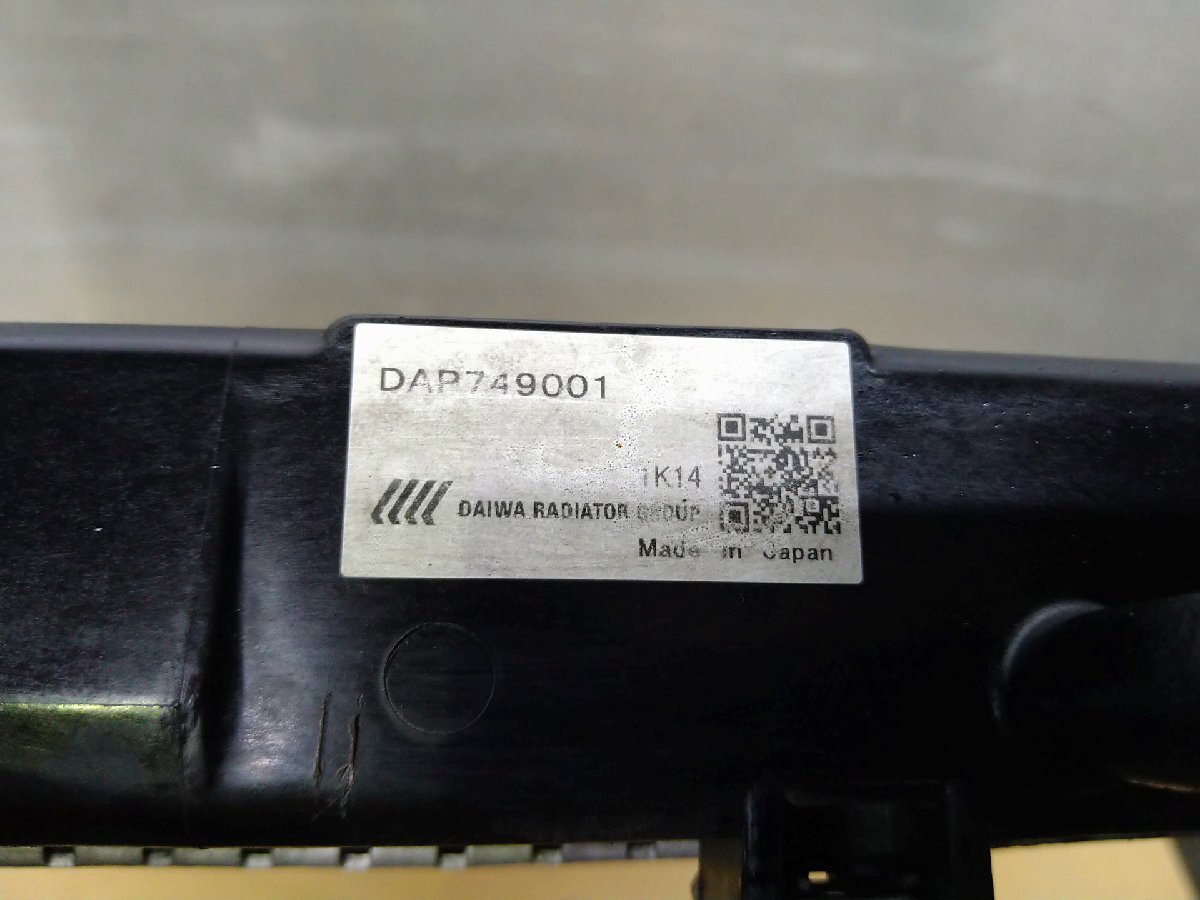 DAP749001
1K14
DAIWA RADIATOR GROUP
Made in Japan